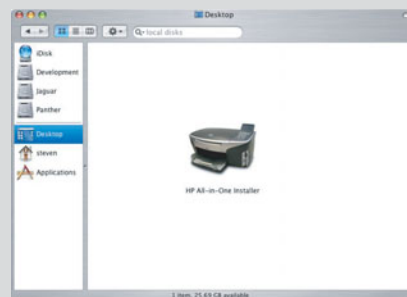 Desktop
local disks
iDisk
Development
Jaguar
Panther
Desktop
steven
Applications
HP All-in-One Installer
1 item, 25.69 GB available